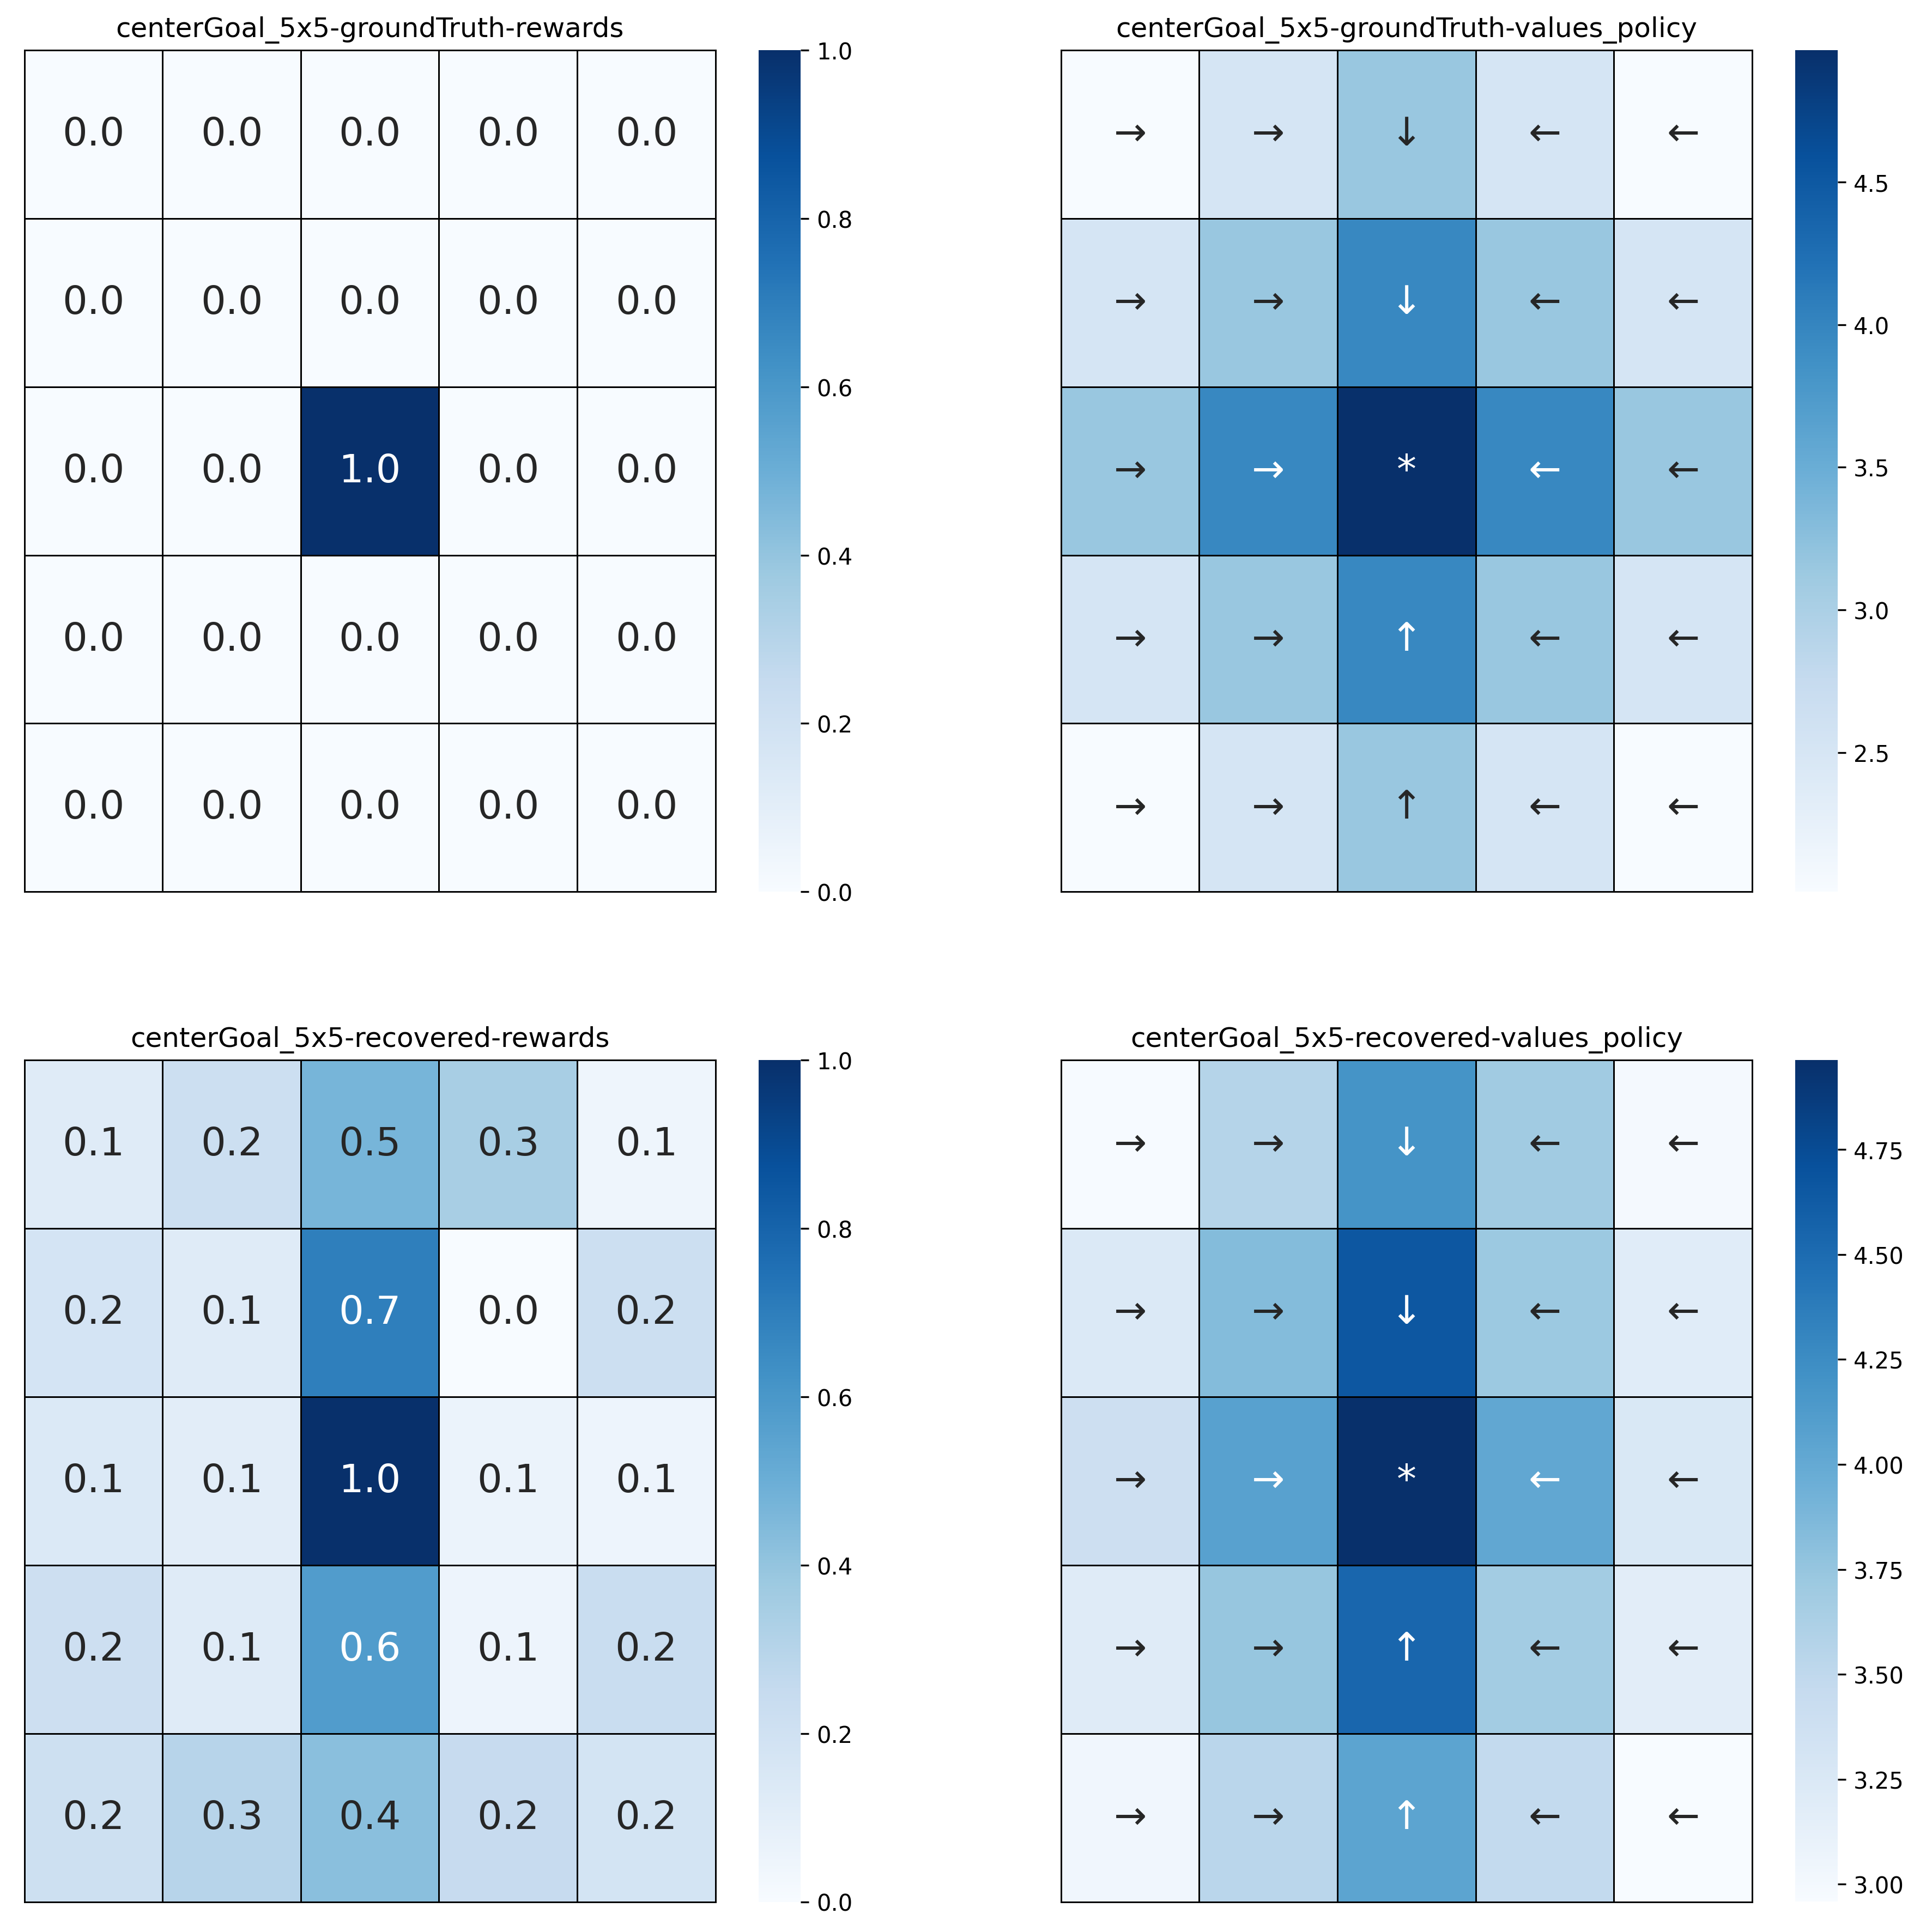 centerGoal_5x5-groundTruth-rewards
0.0 0.0 0.0 0.0 0.0
0.0 0.0 0.0 0.0 0.0
0.0 0.0 1.0 0.0 0.0
0.0 0.0 0.0 0.0 0.0
0.0 0.0 0.0 0.0 0.0
1.0
0.8
0.6
0.4
0.2
0.0
centerGoal_5x5-groundTruth-values_policy
→ → ↓ ← ←
→ → ↓ ← ←
→ → * ← ←
→ → ↑ ← ←
→ → ↑ ← ←
4.5
4.0
3.5
3.0
2.5
centerGoal_5x5-recovered-rewards
0.1 0.2 0.5 0.3 0.1
0.2 0.1 0.7 0.0 0.2
0.1 0.1 1.0 0.1 0.1
0.2 0.1 0.6 0.1 0.2
0.2 0.3 0.4 0.2 0.2
1.0
0.8
0.6
0.4
0.2
0.0
centerGoal_5x5-recovered-values_policy
→ → ↓ ← ←
→ → ↓ ← ←
→ → * ← ←
→ → ↑ ← ←
→ → ↑ ← ←
4.75
4.50
4.25
4.00
3.75
3.50
3.25
3.00